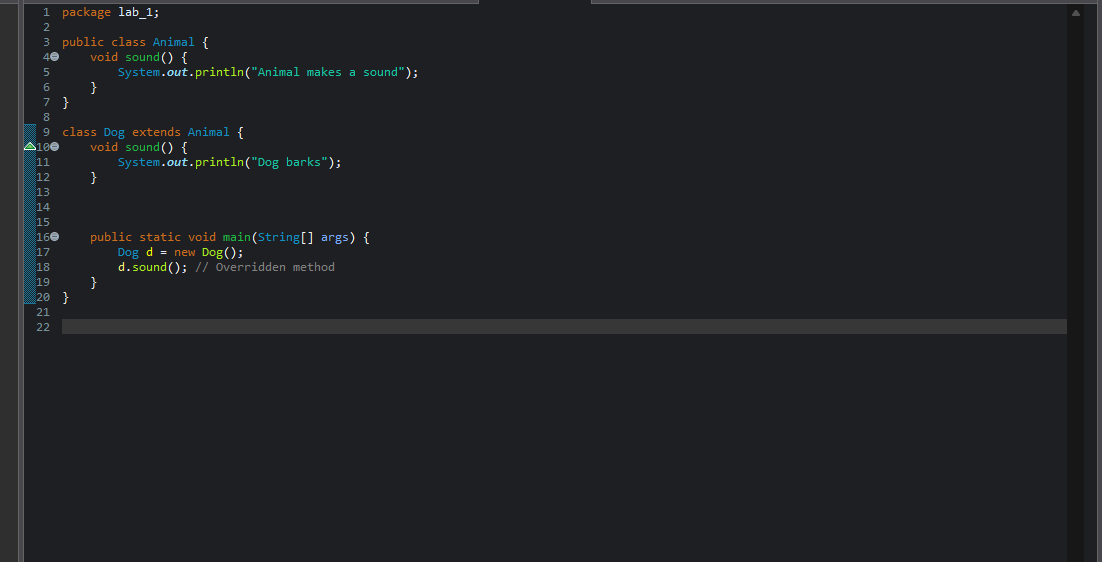 1 package lab_1;
2
3 public class Animal {
4 void sound() {
5 System.out.println("Animal makes a sound");
6 }
7 }
8
9 class Dog extends Animal {
10 void sound() {
11 System.out.println("Dog barks");
12 }
13
14
15
16 public static void main(String[] args) {
17 Dog d = new Dog();
18 d.sound(); // Overridden method
19 }
20 }
21
22